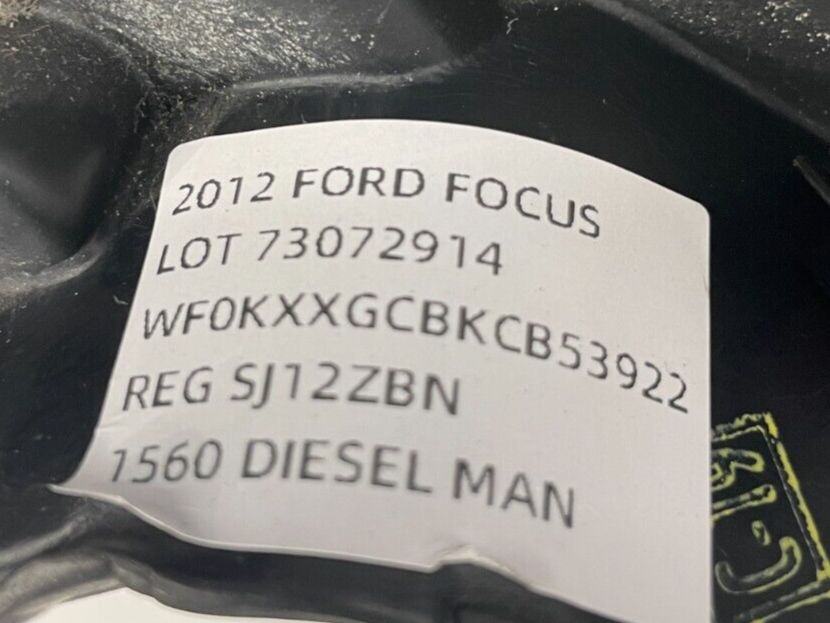 2012 FORD FOCUS
LOT 73072914
WF0KXXGCBKCB53922
REG SJ12ZBN
1560 DIESEL MAN